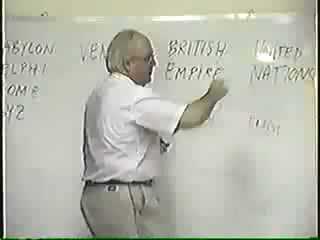 ABYLON
ELPHI
OME
YZ
VEN
BRITISH
EMPIRE
UNITED
NATIONS